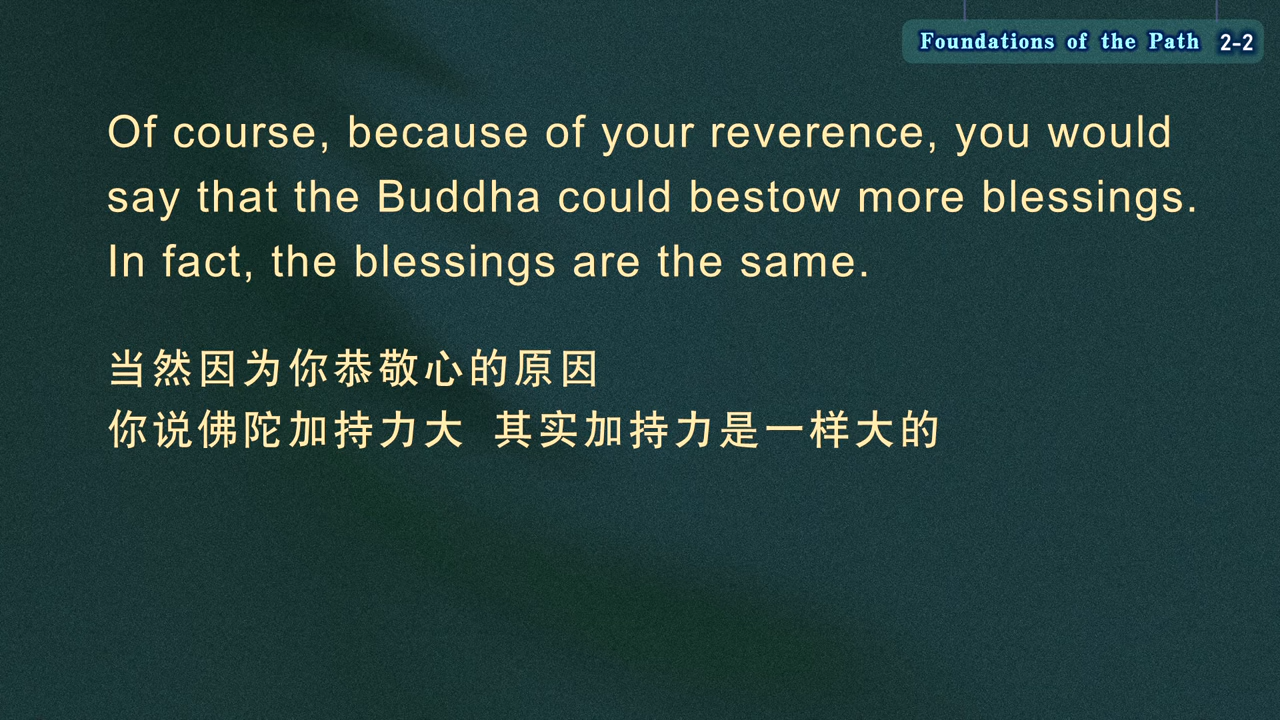 Foundations of the Path 2-2
Of course, because of your reverence, you would
say that the Buddha could bestow more blessings.
In fact, the blessings are the same.
当然因为你恭敬心的原因
你说佛陀加持力大 其实加持力是一样大的